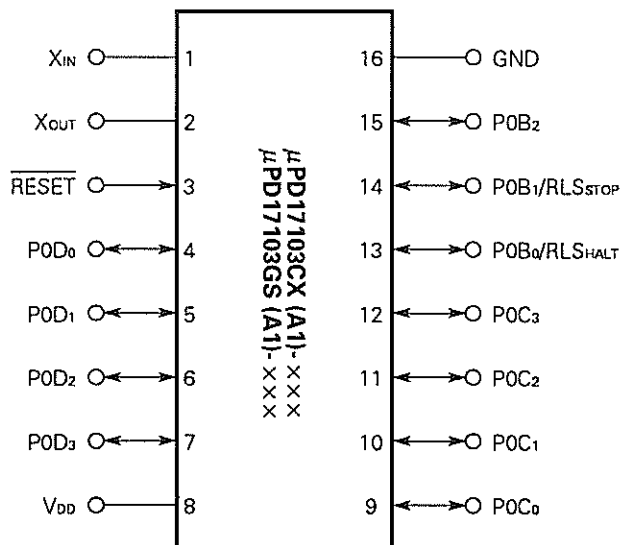 XIN 1 16 GND
XOUT 2 15 P0B2
RESET 3 14 P0B1/RLSSTOP
P0D0 4 13 P0B0/RLSHALT
P0D1 5 12 P0C3
P0D2 6 11 P0C2
P0D3 7 10 P0C1
VDD 8 9 P0C0
μPD17103CX (A1)-×××
μPD17103GS (A1)-×××